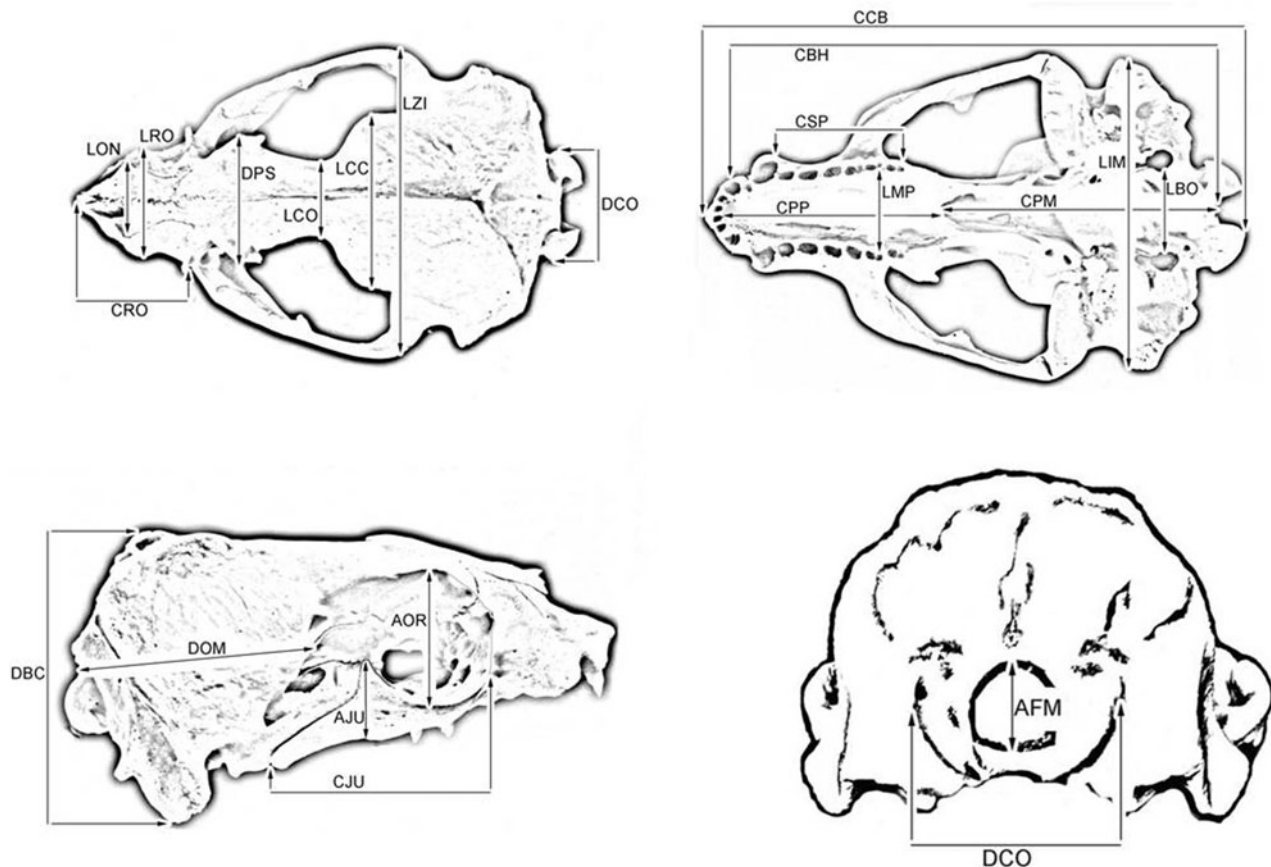 LON
LRO
DPS
LCO
LCC
LZI
DCO
CRO
CCB
CBH
CSP
LIM
LMP
LBO
CPP
CPM
DBC
DOM
AOR
AJU
CJU
AFM
DCO